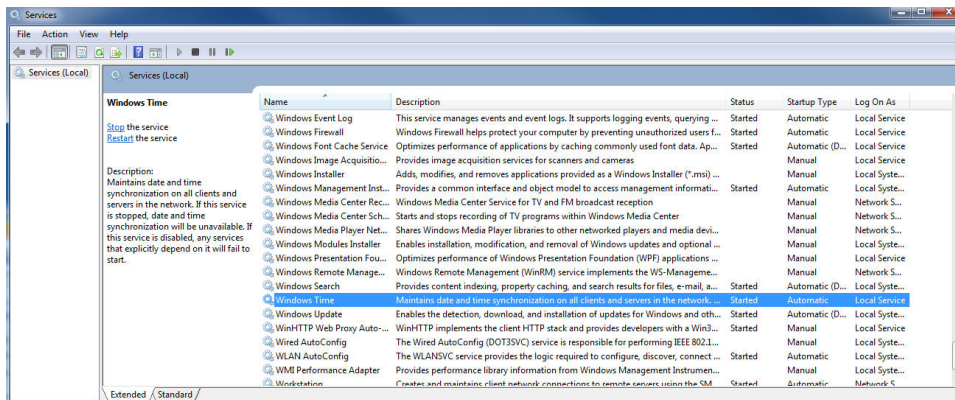 Services
File Action View Help
Services (Local)
Services (Local)
Windows Time
Stop the service
Restart the service
Description:
Maintains date and time
synchronization on all clients and
servers in the network. If this service
is stopped, date and time
synchronization will be unavailable. If
this service is disabled, any services
that explicitly depend on it will fail to
start.
Name Description Status Startup Type Log On As
Windows Event Log This service manages events and event logs. It supports logging events, querying ... Started Automatic Local Service
Windows Firewall Windows Firewall helps protect your computer by preventing unauthorized users f... Started Automatic Local Service
Windows Font Cache Service Optimizes performance of applications by caching commonly used font data. Ap... Started Automatic (D... Local Service
Windows Image Acquisitio... Provides image acquisition services for scanners and cameras Manual Local Service
Windows Installer Adds, modifies, and removes applications provided as a Windows Installer (*.msi) ... Manual Local Syste...
Windows Management Inst... Provides a common interface and object model to access management informati... Started Automatic Local Syste...
Windows Media Center Rec... Windows Media Center Service for TV and FM broadcast reception Manual Network S...
Windows Media Center Sch... Starts and stops recording of TV programs within Windows Media Center Manual Network S...
Windows Media Player Net... Shares Windows Media Player libraries to other networked players and media devi... Manual Network S...
Windows Modules Installer Enables installation, modification, and removal of Windows updates and optional ... Manual Local Syste...
Windows Presentation Fou... Optimizes performance of Windows Presentation Foundation (WPF) applications ... Manual Local Service
Windows Remote Manage... Windows Remote Management (WinRM) service implements the WS-Manageme... Manual Network S...
Windows Search Provides content indexing, property caching, and search results for files, e-mail, a... Started Automatic (D... Local Syste...
Windows Time Maintains date and time synchronization on all clients and servers in the network. ... Started Automatic Local Service
Windows Update Enables the detection, download, and installation of updates for Windows and oth... Started Automatic (D... Local Syste...
WinHTTP Web Proxy Auto-... WinHTTP implements the client HTTP stack and provides developers with a Win3... Started Manual Local Service
Wired AutoConfig The Wired AutoConfig (DOT3SVC) service is responsible for performing IEEE 802.1... Manual Local Syste...
WLAN AutoConfig The WLANSVC service provides the logic required to configure, discover, connect ... Started Automatic Local Syste...
WMI Performance Adapter Provides performance library information from Windows Management Instrumen... Manual Local Syste...
Workstation Creates and maintains client network connections to remote servers using the SM Started Automatic Network S
Extended Standard